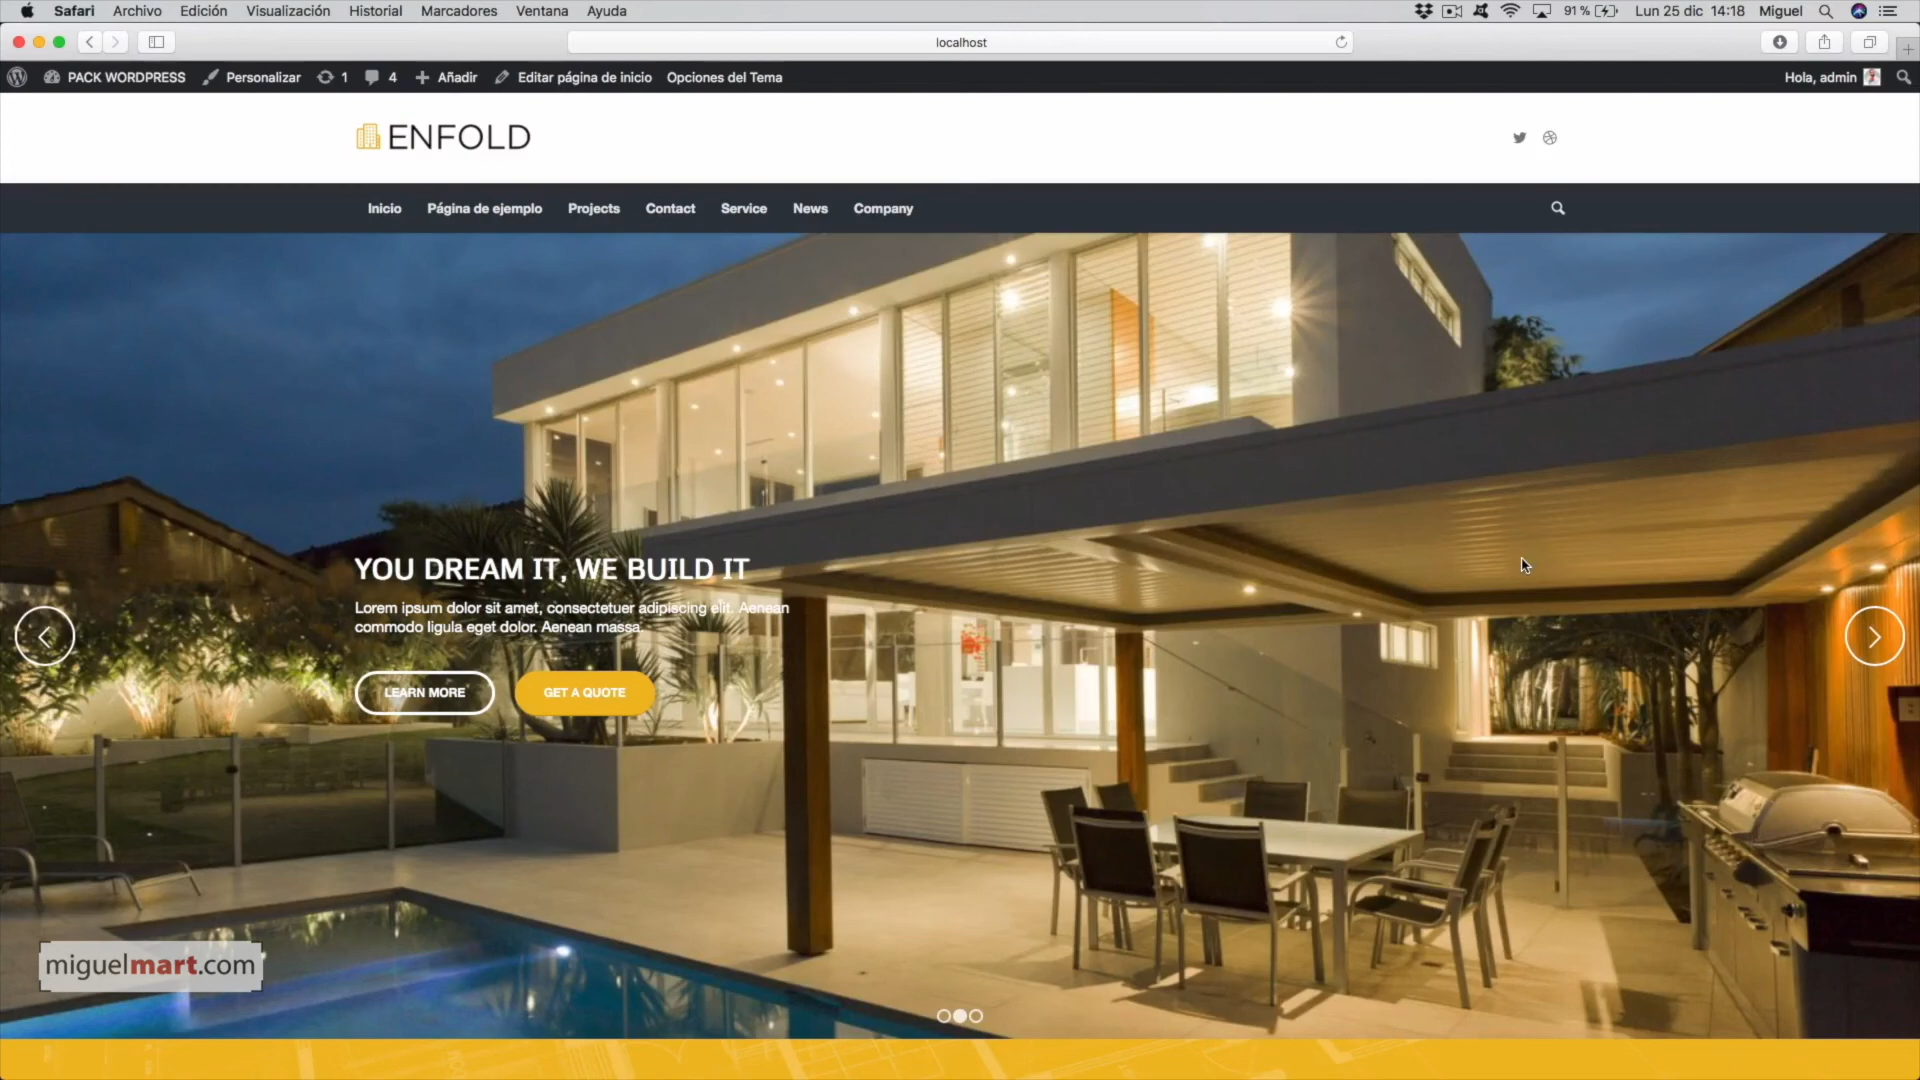 Safari Archivo Edición Visualización Historial Marcadores Ventana Ayuda 91 % Lun 25 dic 14:18 Miguel
localhost
PACK WORDPRESS Personalizar 1 4 Añadir Editar página de inicio Opciones del Tema Hola, admin
ENFOLD
Inicio Página de ejemplo Projects Contact Service News Company
YOU DREAM IT, WE BUILD IT
Lorem ipsum dolor sit amet, consectetuer adipiscing elit. Aenean
commodo ligula eget dolor. Aenean massa.
LEARN MORE GET A QUOTE
miguelmart.com